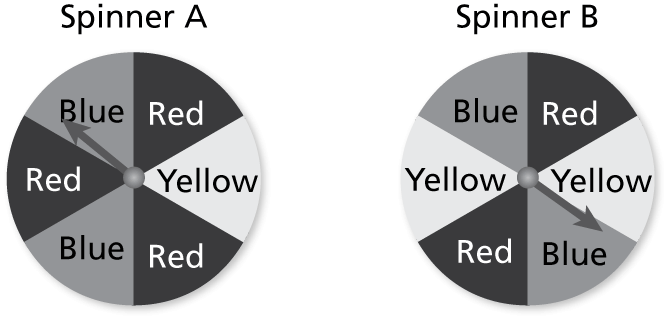 Spinner A
Blue
Red
Red
Yellow
Blue
Red
Spinner B
Blue
Red
Yellow
Yellow
Red
Blue